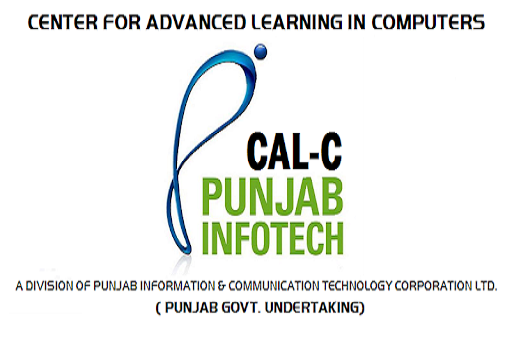 CENTER FOR ADVANCED LEARNING IN COMPUTERS
CAL-C
PUNJAB
INFOTECH
A DIVISION OF PUNJAB INFORMATION & COMMUNICATION TECHNOLOGY CORPORATION LTD.
( PUNJAB GOVT. UNDERTAKING)